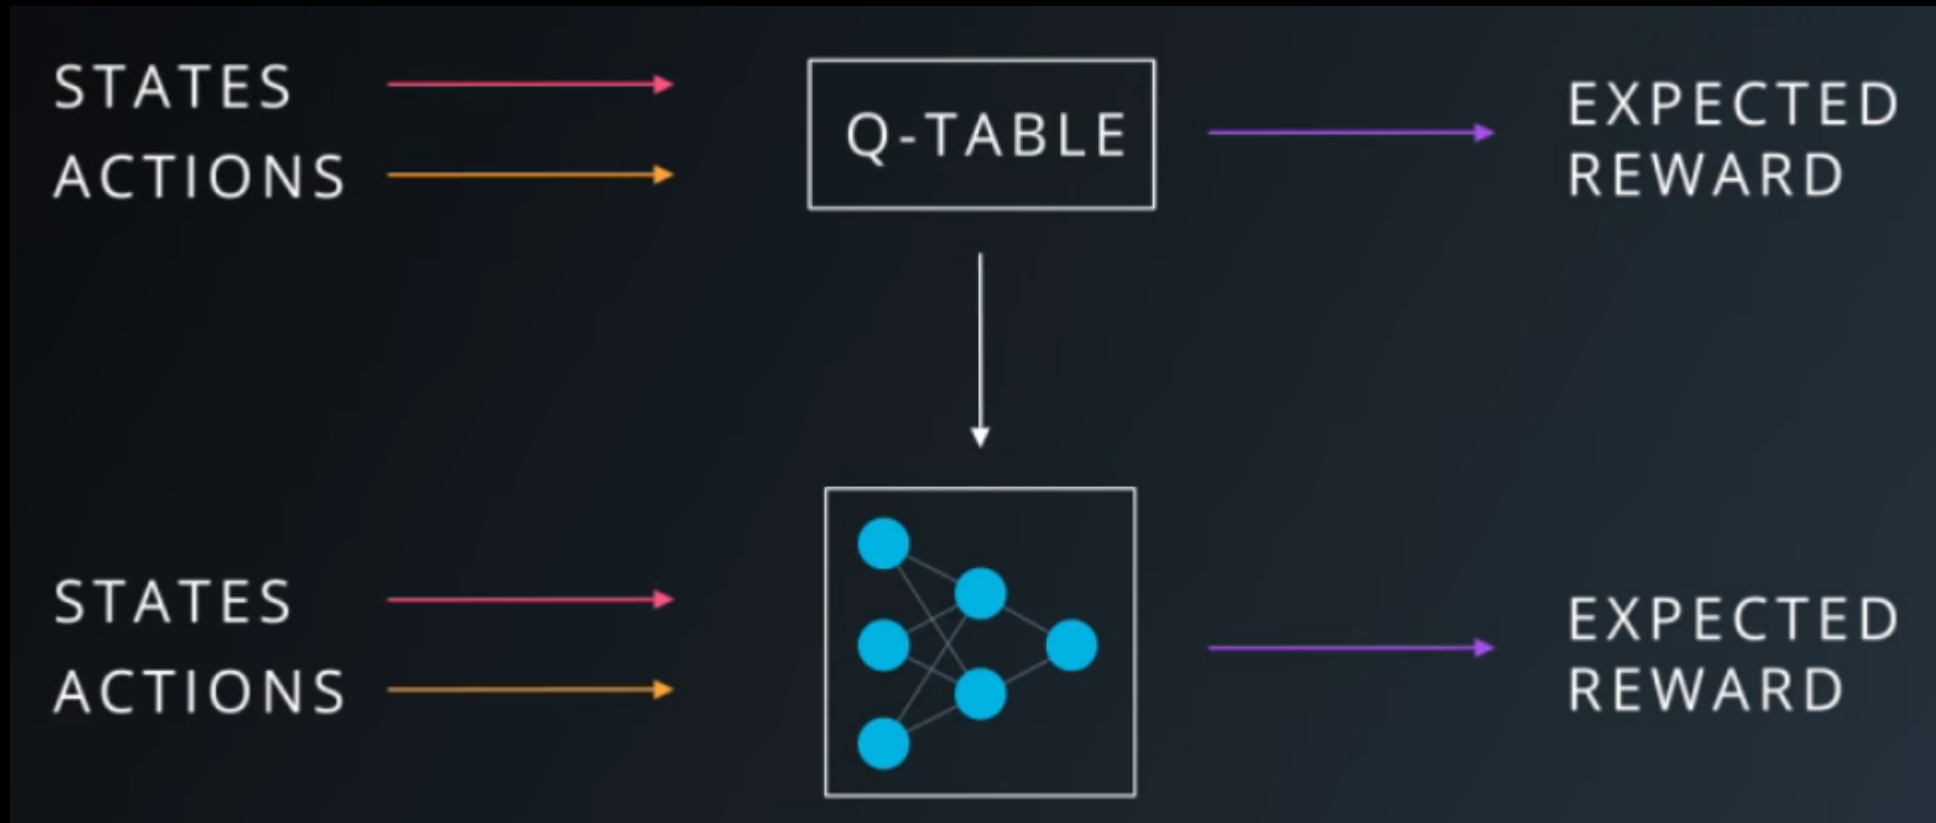 STATES
ACTIONS
Q-TABLE
EXPECTED
REWARD
STATES
ACTIONS
EXPECTED
REWARD